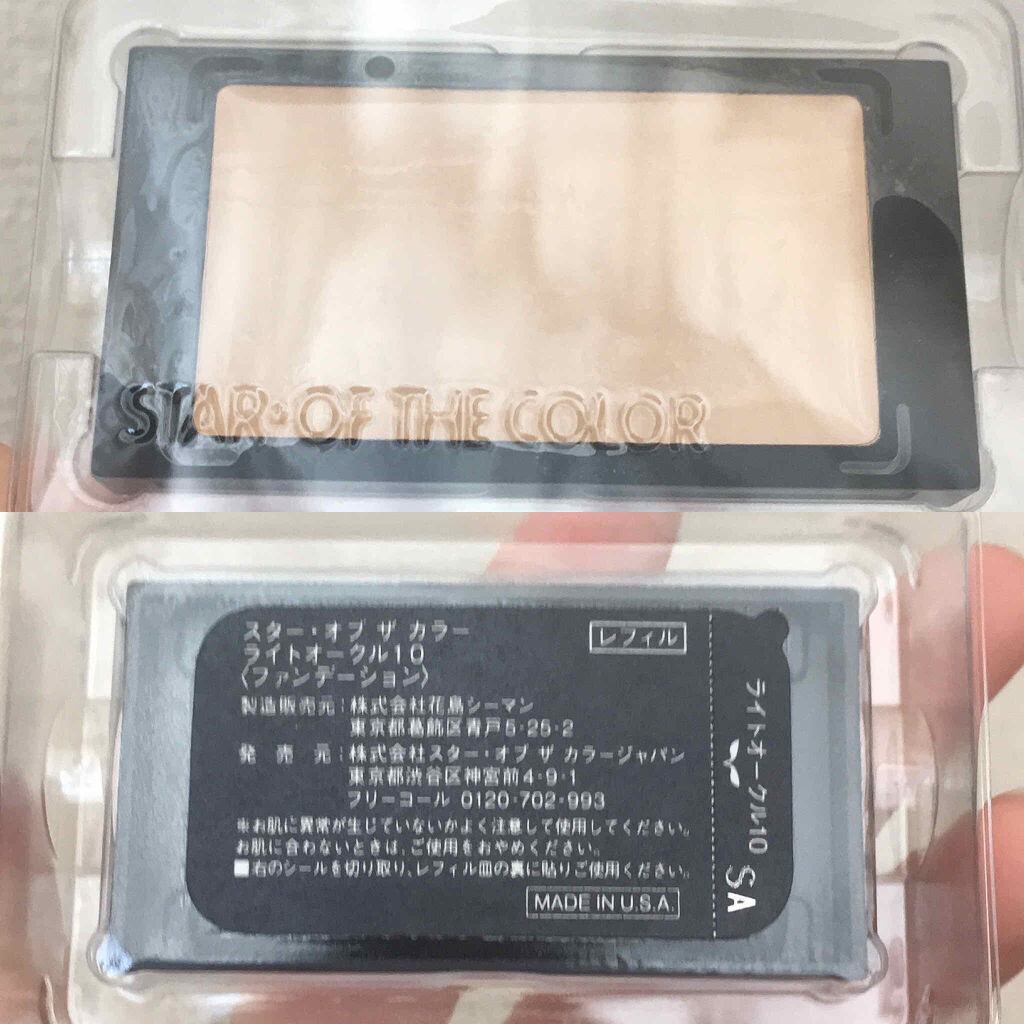 STAR・OF THE COLOR
スター・オブ ザ カラー
レフィル
ライトオークル10
〈ファンデーション〉
製造販売元：株式会社花島シーマン
東京都葛飾区青戸5-25-2
発 売 元：株式会社スター・オブ ザ カラージャパン
東京都渋谷区神宮前4-9-1
フリーコール 0120-702-993
※お肌に異常が生じていないかよく注意して使用してください。
お肌に合わないときは、ご使用をおやめください。
■右のシールを切り取り、レフィル皿の裏に貼りご使用ください。
MADE IN U.S.A.
ライトオークル10 SA